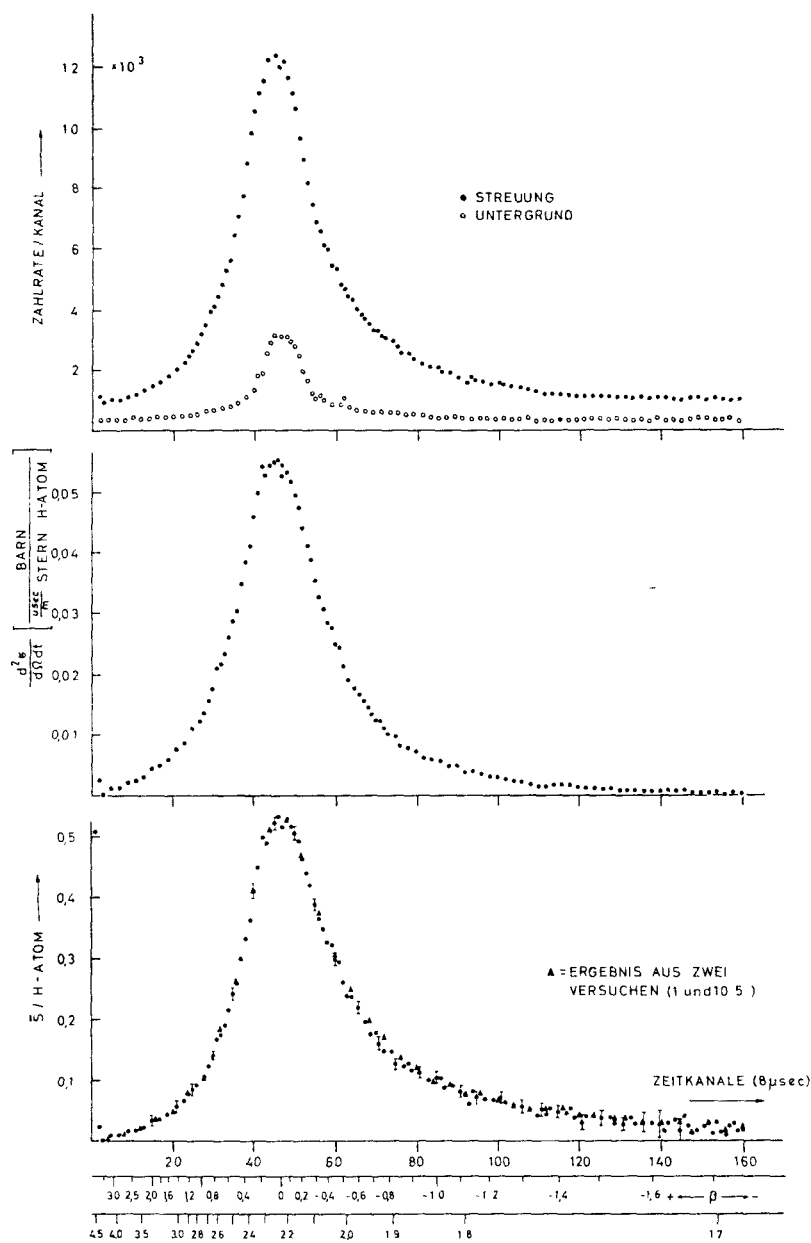 12 ×10³
10
8
6
4
2
ZAHLRATE/KANAL
• STREUUNG
○ UNTERGRUND
0,05
0,04
0,03
0,02
0,01
d²σ
dΩdt
BARN
μsec
m
STERN H-ATOM
0,5
0,4
0,3
0,2
0,1
S̄ / H-ATOM
▲ = ERGEBNIS AUS ZWEI
VERSUCHEN (1 und 10 5)
ZEITKANALE (8μsec)
20 40 60 80 100 120 140 160
3.0 2,5 2,0 1,6 1,2 0,8 0,4 0 -0,2 -0,4 -0,6 -0,8 -1 0 -1 2 -1,4 -1,6 + β -
4.5 4.0 3.5 3.0 2.8 2.6 2.4 2.2 2,0 1.9 1 8 1 7